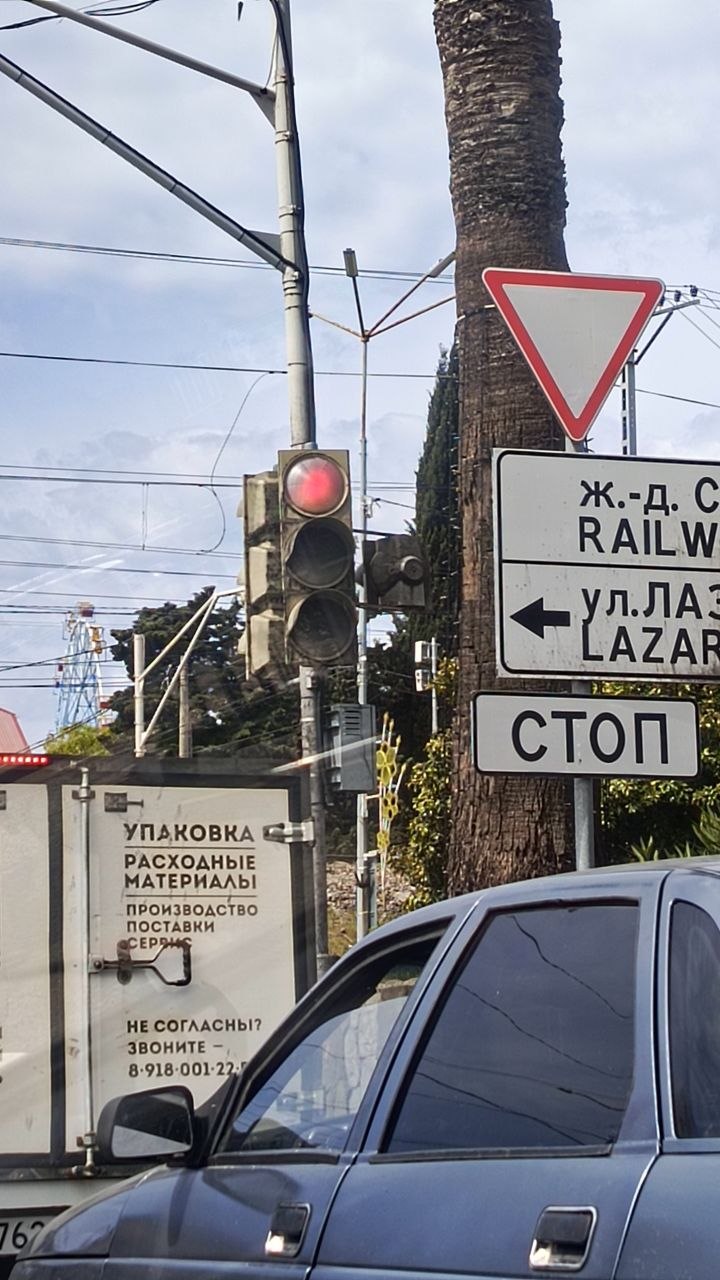 ж.-д.
RAILW
ул.ЛАЗ
LAZAR
СТОП
УПАКОВКА
РАСХОДНЫЕ
МАТЕРИАЛЫ
ПРОИЗВОДСТВО
ПОСТАВКИ
СЕРВИС
НЕ СОГЛАСНЫ?
ЗВОНИТЕ –
8-918-001-22-